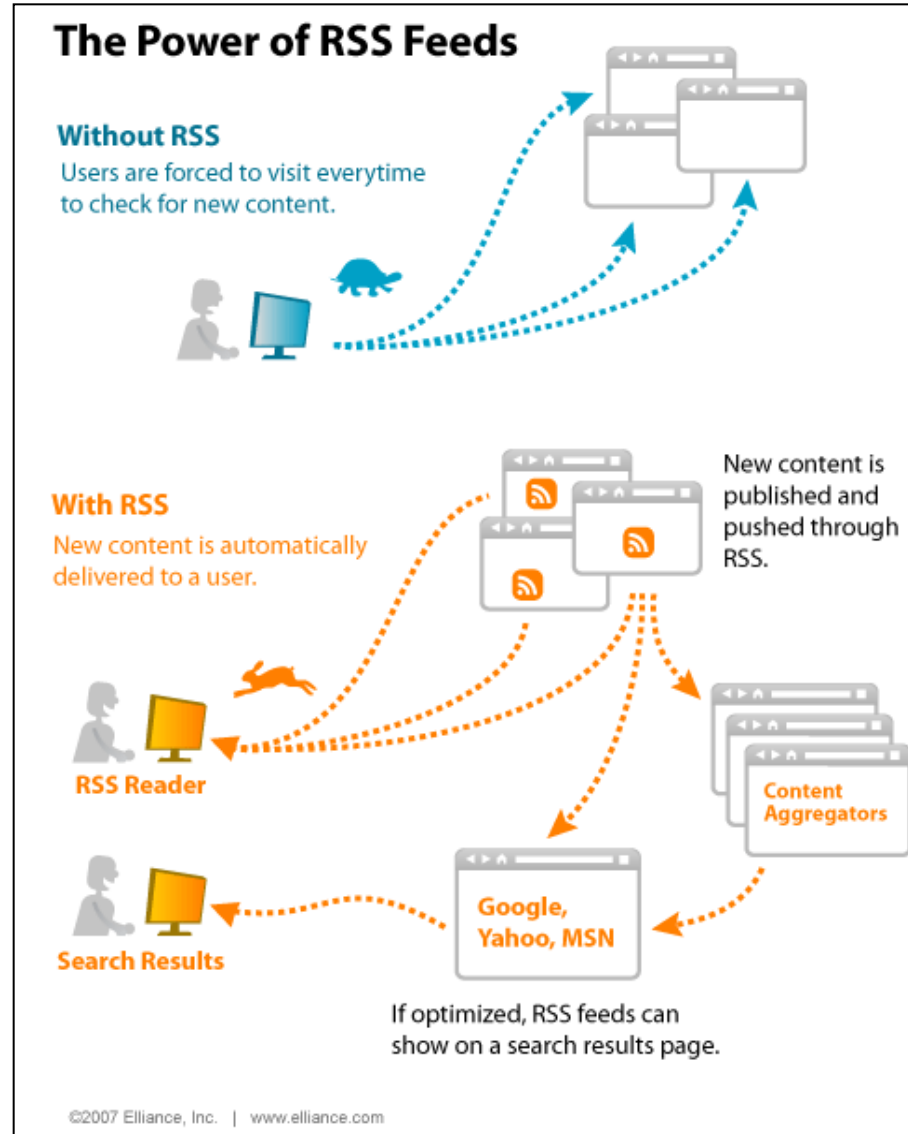 The Power of RSS Feeds
Without RSS
Users are forced to visit everytime
to check for new content.
With RSS
New content is automatically
delivered to a user.
New content is
published and
pushed through
RSS.
RSS Reader
Content
Aggregators
Google,
Yahoo, MSN
Search Results
If optimized, RSS feeds can
show on a search results page.
©2007 Elliance, Inc. | www.elliance.com